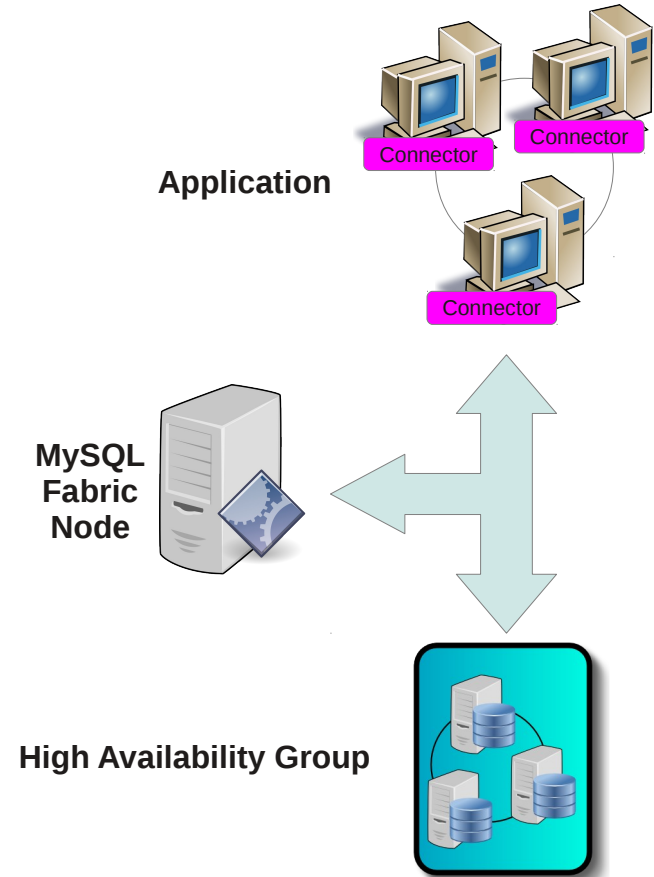 Connector
Connector
Application
Connector
MySQL
Fabric
Node
High Availability Group